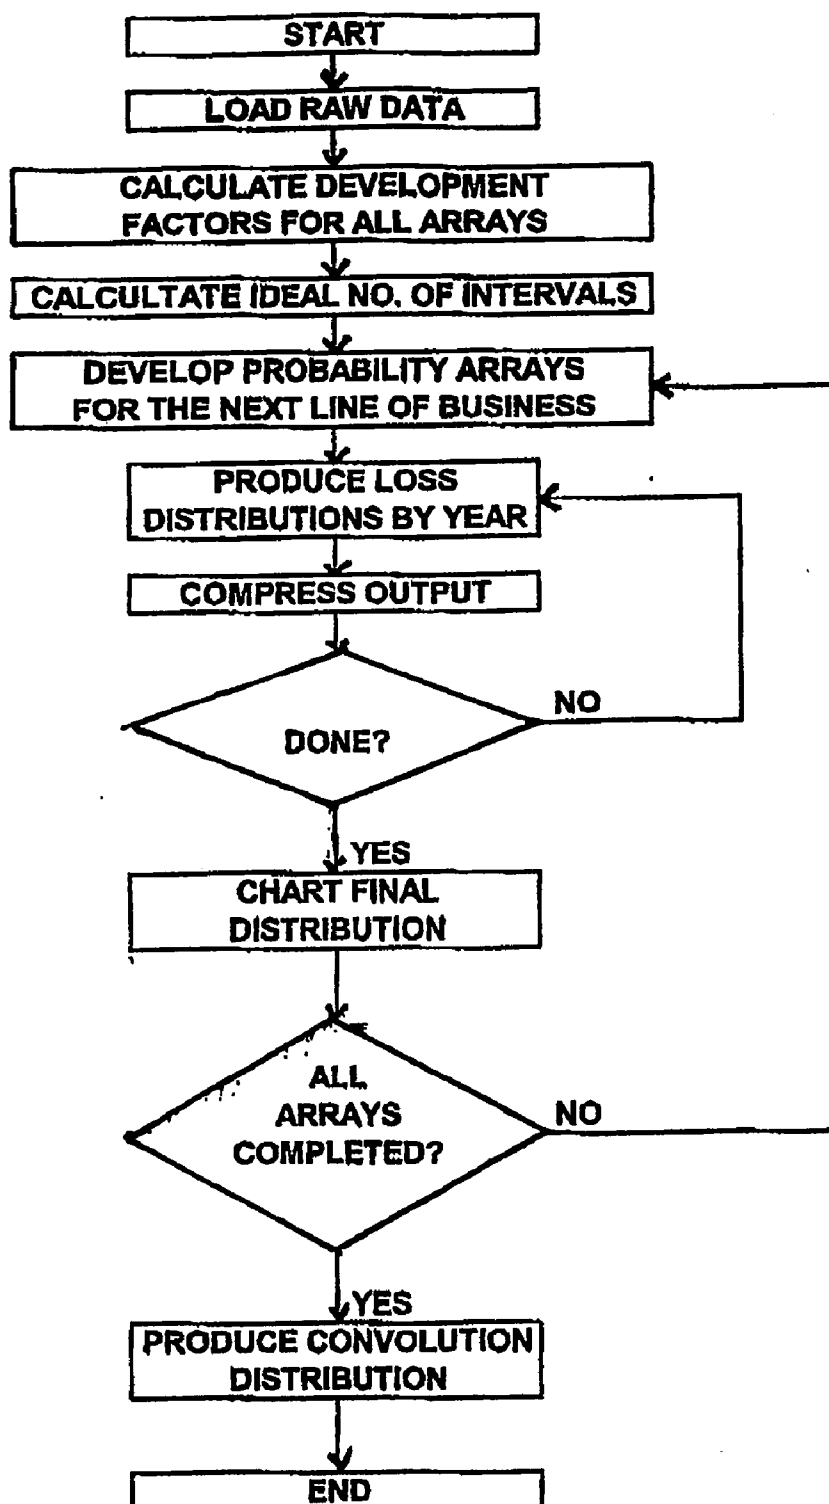 START
LOAD RAW DATA
CALCULATE DEVELOPMENT
FACTORS FOR ALL ARRAYS
CALCULTATE IDEAL NO. OF INTERVALS
DEVELOP PROBABILITY ARRAYS
FOR THE NEXT LINE OF BUSINESS
PRODUCE LOSS
DISTRIBUTIONS BY YEAR
COMPRESS OUTPUT
NO
DONE?
YES
CHART FINAL
DISTRIBUTION
ALL
ARRAYS
COMPLETED?
NO
YES
PRODUCE CONVOLUTION
DISTRIBUTION
END